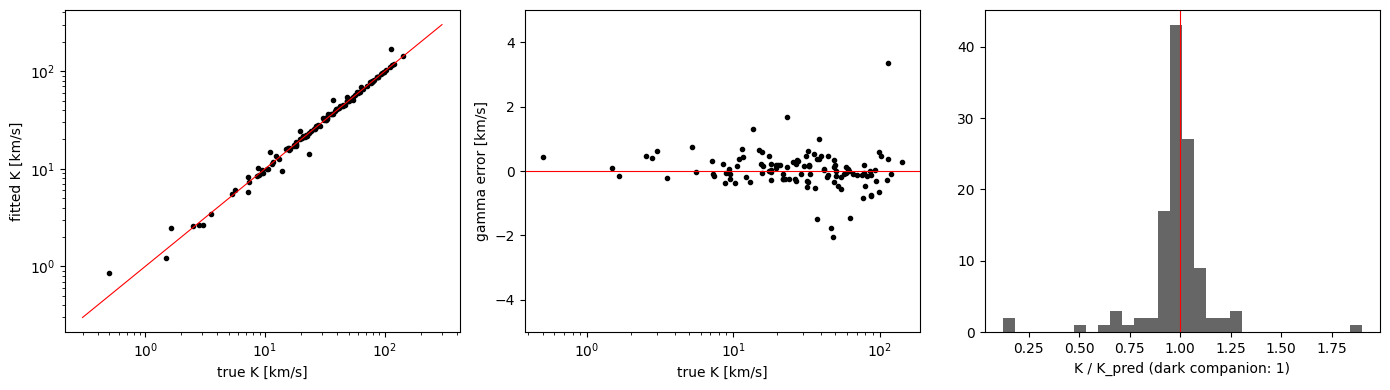 fitted K [km/s]
10² 10¹ 10⁰
10⁰ 10¹ 10²
true K [km/s]
gamma error [km/s]
4 2 0 −2 −4
10⁰ 10¹ 10²
true K [km/s]
40 30 20 10 0
0.25 0.50 0.75 1.00 1.25 1.50 1.75
K / K_pred (dark companion: 1)